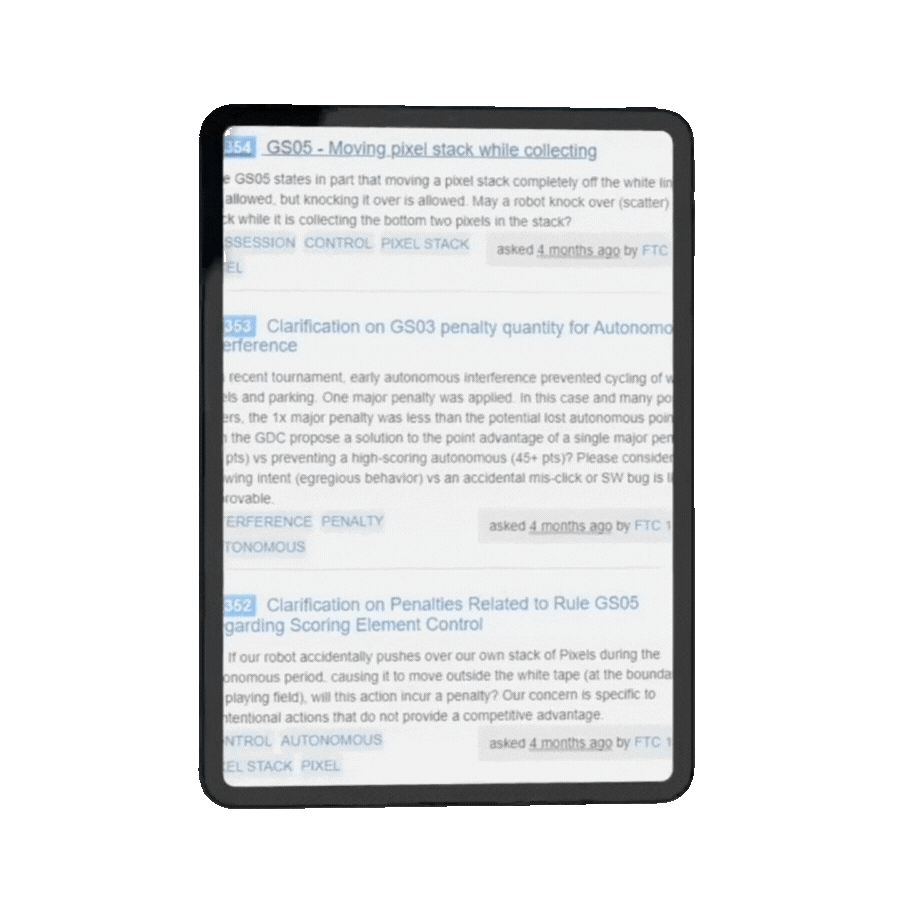 354 GS05 - Moving pixel stack while collecting
e GS05 states in part that moving a pixel stack completely off the white lin
allowed, but knocking it over is allowed. May a robot knock over (scatter)
ck while it is collecting the bottom two pixels in the stack?
SSESSION CONTROL PIXEL STACK
asked 4 months ago by FTC
EL
353 Clarification on GS03 penalty quantity for Autonomo
erference
recent tournament, early autonomous interference prevented cycling of w
els and parking. One major penalty was applied. In this case and many po
ers, the 1x major penalty was less than the potential lost autonomous poin
the GDC propose a solution to the point advantage of a single major pen
pts) vs preventing a high-scoring autonomous (45+ pts)? Please consider
wing intent (egregious behavior) vs an accidental mis-click or SW bug is li
rovable.
ERFERENCE PENALTY
asked 4 months ago by FTC 1
TONOMOUS
352 Clarification on Penalties Related to Rule GS05
garding Scoring Element Control
If our robot accidentally pushes over our own stack of Pixels during the
onomous period, causing it to move outside the white tape (at the bounda
playing field), will this action incur a penalty? Our concern is specific to
ntentional actions that do not provide a competitive advantage.
NTROL AUTONOMOUS
asked 4 months ago by FTC 1
EL STACK PIXEL